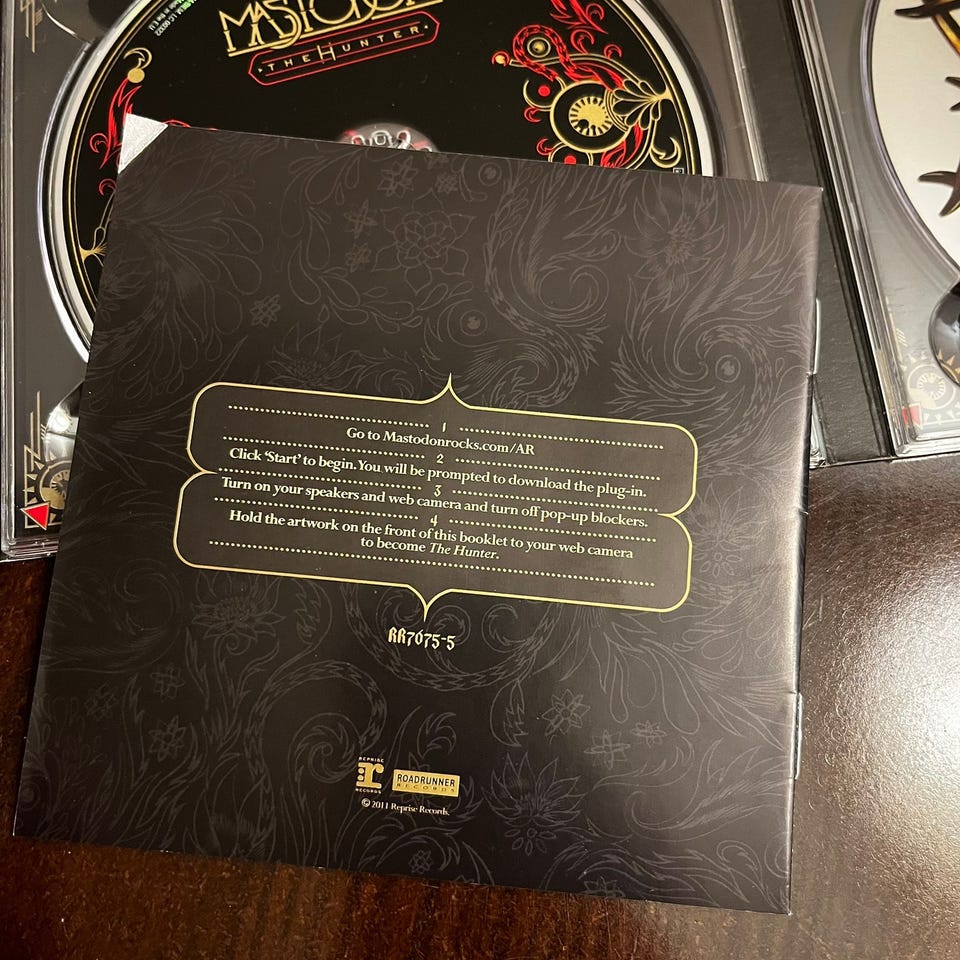 MASTODON
THE HUNTER
1
Go to Mastodonrocks.com/AR
2
Click 'Start' to begin. You will be prompted to download the plug-in.
3
Turn on your speakers and web camera and turn off pop-up blockers.
4
Hold the artwork on the front of this booklet to your web camera
to become The Hunter.
RR7075-5
REPRISE
r
RECORDS
ROADRUNNER
RECORDS
© 2011 Reprise Records.